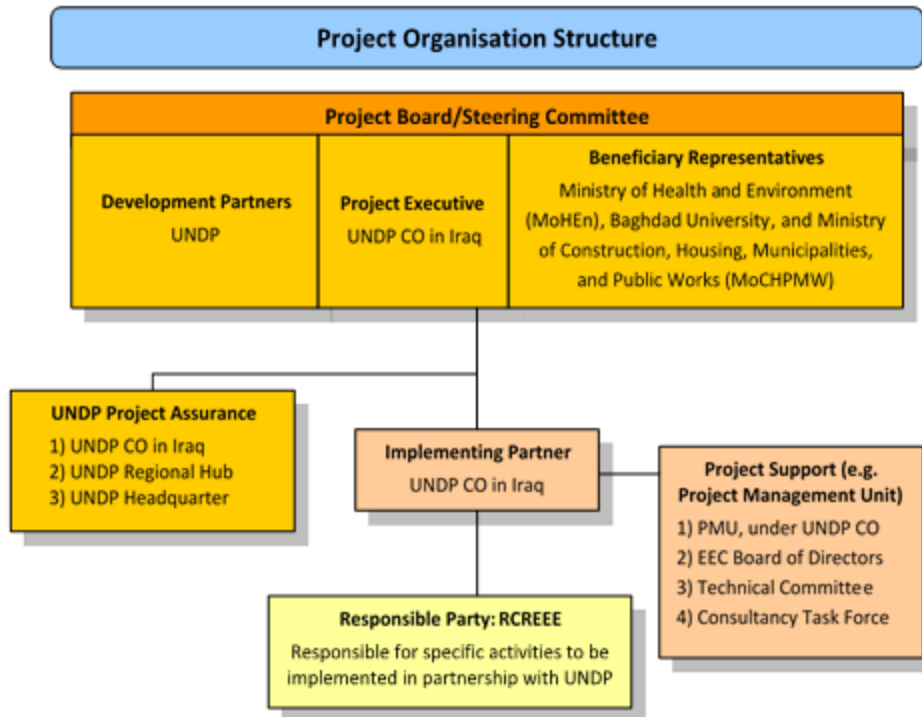 Project Organisation Structure
Project Board/Steering Committee
Development Partners
UNDP
Project Executive
UNDP CO in Iraq
Beneficiary Representatives
Ministry of Health and Environment
(MoHEn), Baghdad University, and Ministry
of Construction, Housing, Municipalities,
and Public Works (MoCHPMW)
UNDP Project Assurance
1) UNDP CO in Iraq
2) UNDP Regional Hub
3) UNDP Headquarter
Implementing Partner
UNDP CO in Iraq
Project Support (e.g.
Project Management Unit)
1) PMU, under UNDP CO
2) EEC Board of Directors
3) Technical Committee
4) Consultancy Task Force
Responsible Party: RCREEE
Responsible for specific activities to be
implemented in partnership with UNDP